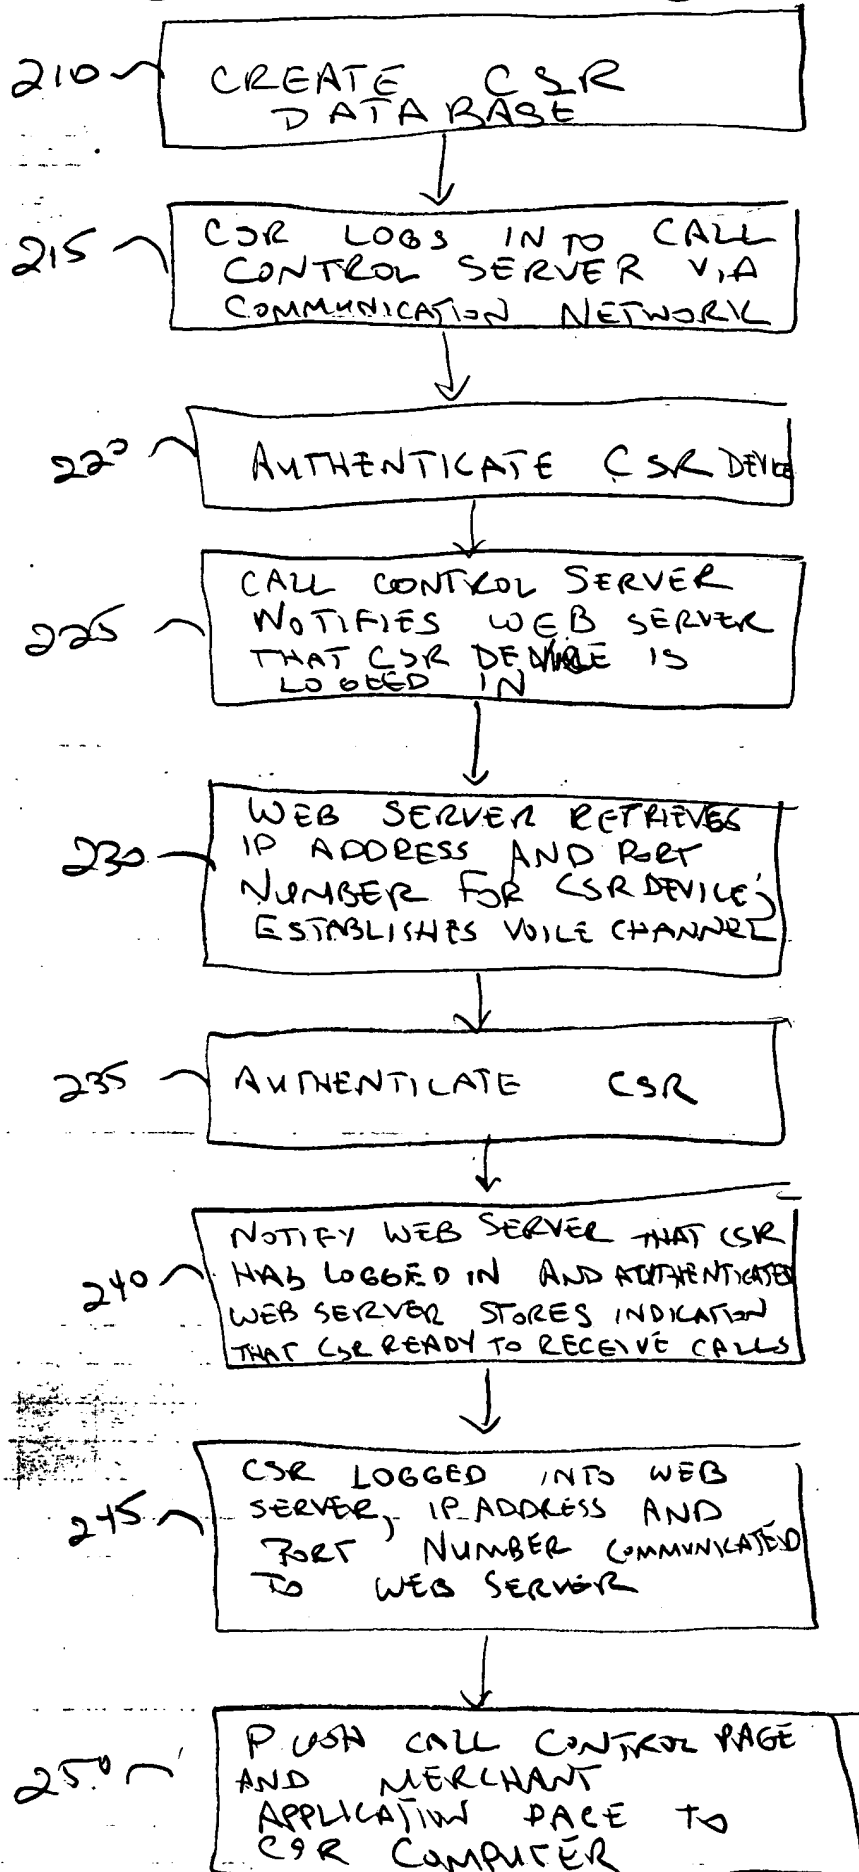 210 CREATE CSR
DATABASE
215 CSR LOGS INTO CALL
CONTROL SERVER VIA
COMMUNICATION NETWORK
220 AUTHENTICATE CSR DEVICE
225 CALL CONTROL SERVER
NOTIFIES WEB SERVER
THAT CSR DEVICE IS
LOGGED IN
230 WEB SERVER RETRIEVES
IP ADDRESS AND PORT
NUMBER FOR CSR DEVICE;
ESTABLISHES VOICE CHANNEL
235 AUTHENTICATE CSR
240 NOTIFY WEB SERVER THAT CSR
HAS LOGGED IN AND AUTHENTICATED
WEB SERVER STORES INDICATION
THAT CSR READY TO RECEIVE CALLS
245 CSR LOGGED INTO WEB
SERVER, IP ADDRESS AND
PORT NUMBER COMMUNICATED
TO WEB SERVER
250 PUSH CALL CONTROL PAGE
AND MERCHANT
APPLICATION PAGE TO
CSR COMPUTER